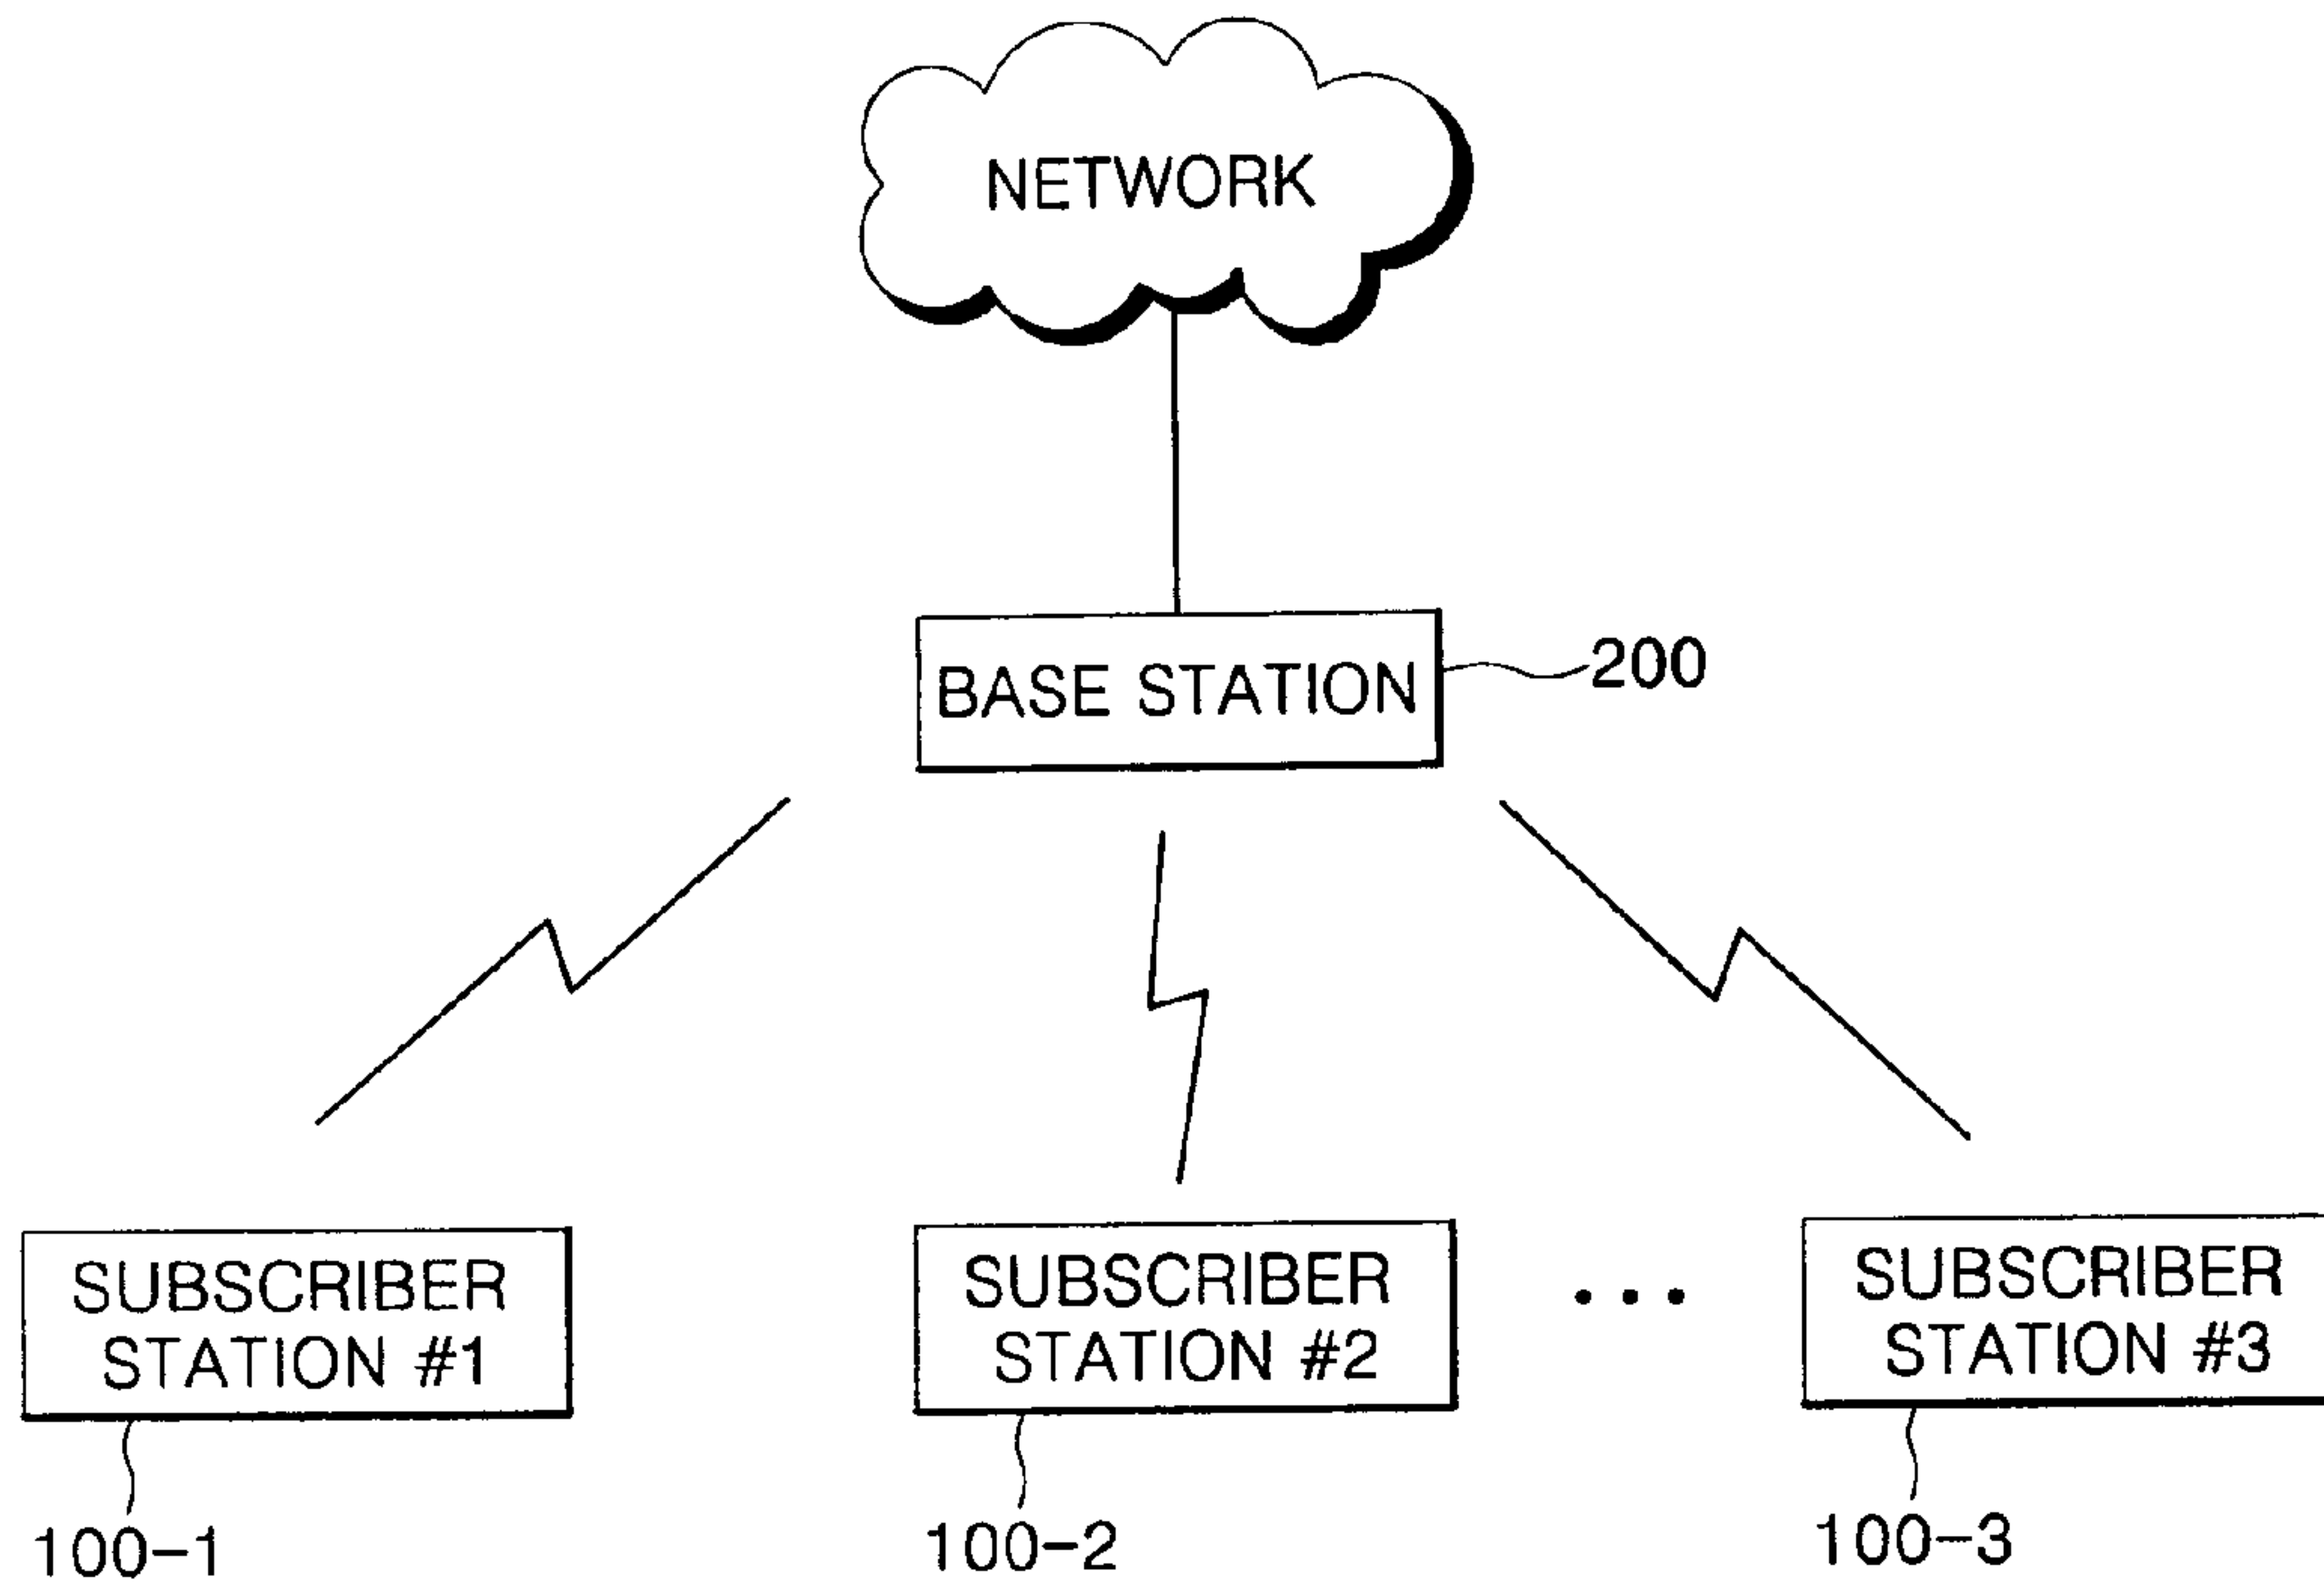 NETWORK
BASE STATION
200
SUBSCRIBER
STATION #1
SUBSCRIBER
STATION #2
• • •
SUBSCRIBER
STATION #3
100-1
100-2
100-3